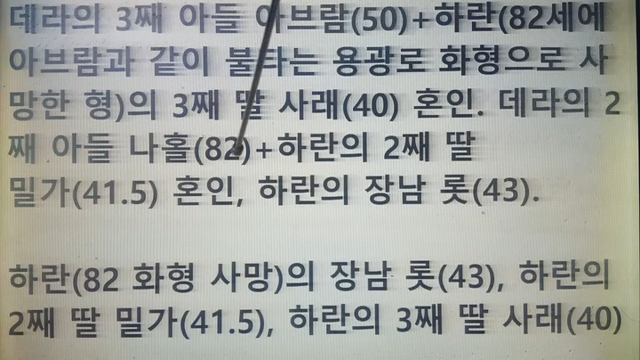 데라의 3째 아들 아브람(50)+하란(82세에
아브람과 같이 불타는 용광로 화형으로 사
망한 형)의 3째 딸 사래(40) 혼인. 데라의 2
째 아들 나홀(82)+하란의 2째 딸
밀가(41.5) 혼인, 하란의 장남 롯(43).
하란(82 화형 사망)의 장남 롯(43), 하란의
2째 딸 밀가(41.5), 하란의 3째 딸 사래(40)